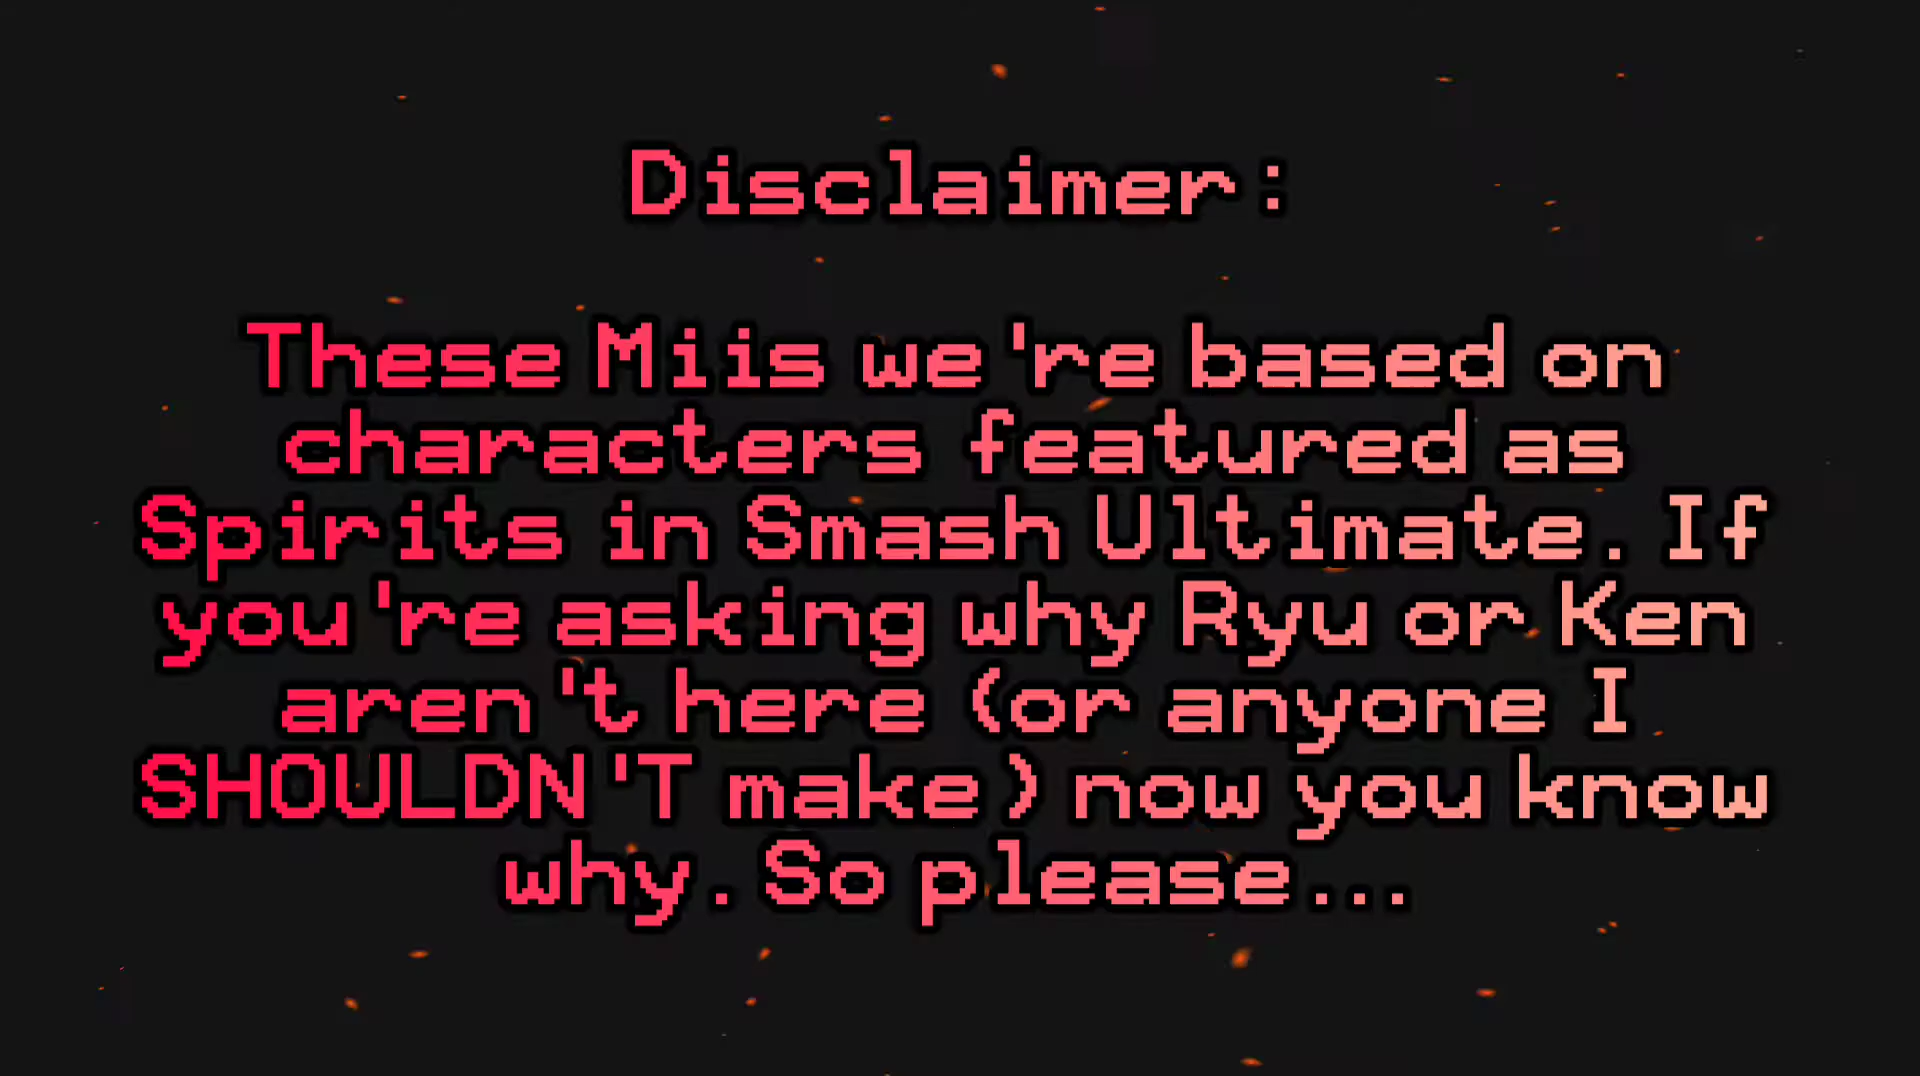 Disclaimer:
These Miis we're based on
characters featured as
Spirits in Smash Ultimate. If
you're asking why Ryu or Ken
aren't here (or anyone I
SHOULDN'T make) now you know
why. So please...